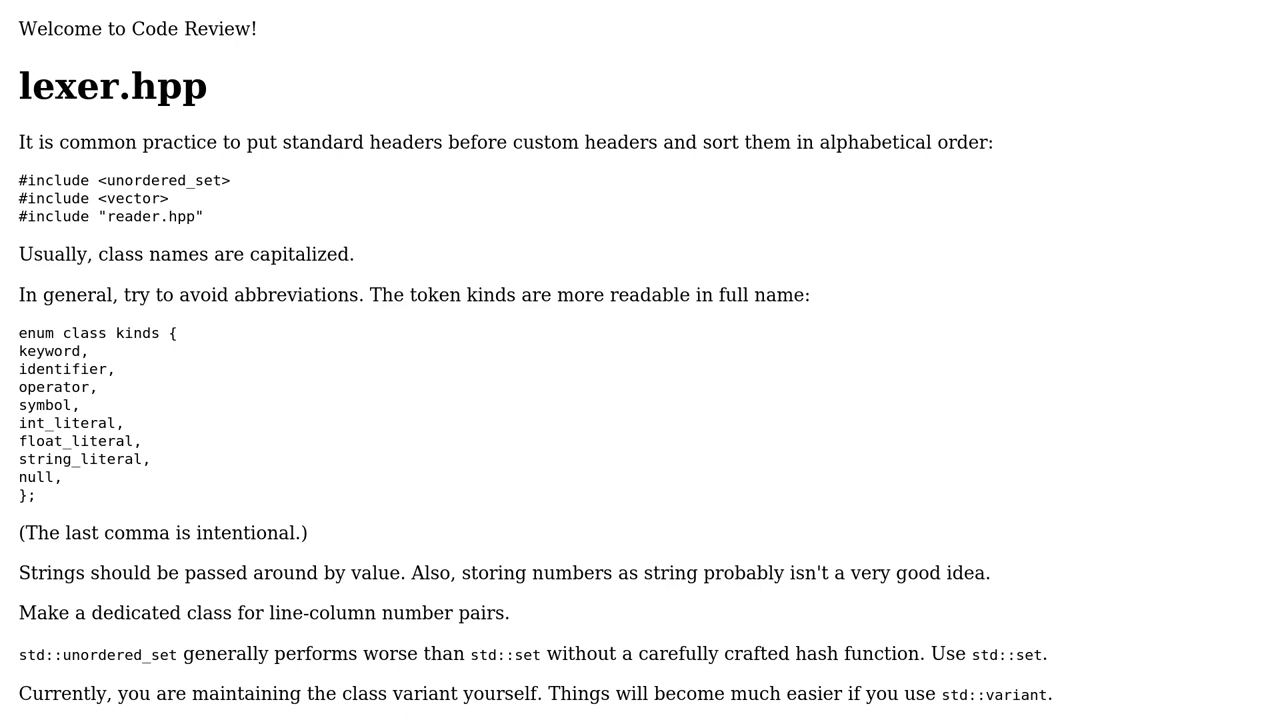 Welcome to Code Review!
lexer.hpp
It is common practice to put standard headers before custom headers and sort them in alphabetical order:
#include <unordered_set>
#include <vector>
#include "reader.hpp"
Usually, class names are capitalized.
In general, try to avoid abbreviations. The token kinds are more readable in full name:
enum class kinds {
keyword,
identifier,
operator,
symbol,
int_literal,
float_literal,
string_literal,
null,
};
(The last comma is intentional.)
Strings should be passed around by value. Also, storing numbers as string probably isn't a very good idea.
Make a dedicated class for line-column number pairs.
std::unordered_set generally performs worse than std::set without a carefully crafted hash function. Use std::set.
Currently, you are maintaining the class variant yourself. Things will become much easier if you use std::variant.